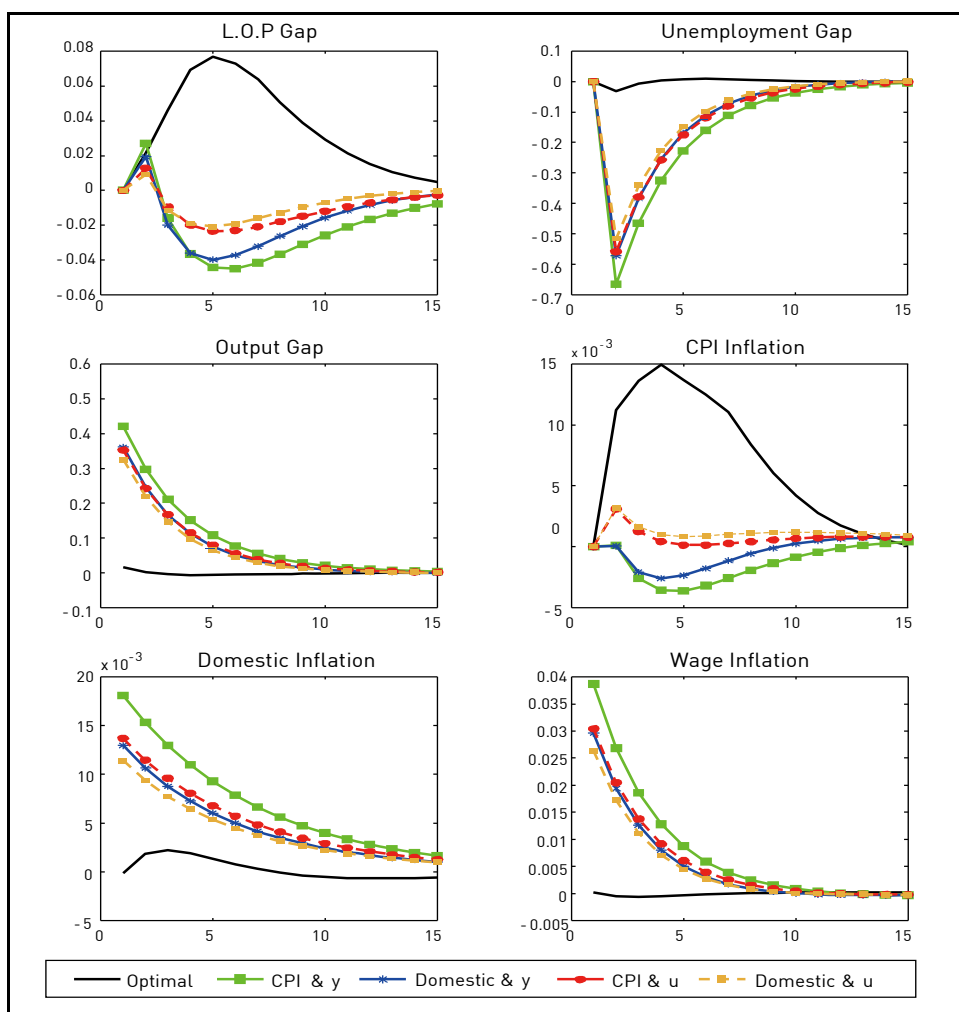 L.O.P Gap
0.08
0.06
0.04
0.02
0
-0.02
-0.04
-0.06
0 5 10 15
Unemployment Gap
0.1
0
-0.1
-0.2
-0.3
-0.4
-0.5
-0.6
-0.7
0 5 10 15
Output Gap
0.6
0.5
0.4
0.3
0.2
0.1
0
-0.1
0 5 10 15
CPI Inflation
x 10 -3
15
10
5
0
-5
0 5 10 15
Domestic Inflation
x 10 -3
20
15
10
5
0
-5
0 5 10 15
Wage Inflation
0.04
0.03
0.02
0.01
0.005
0
-0.005
0 5 10 15
Optimal CPI & y Domestic & y CPI & u Domestic & u